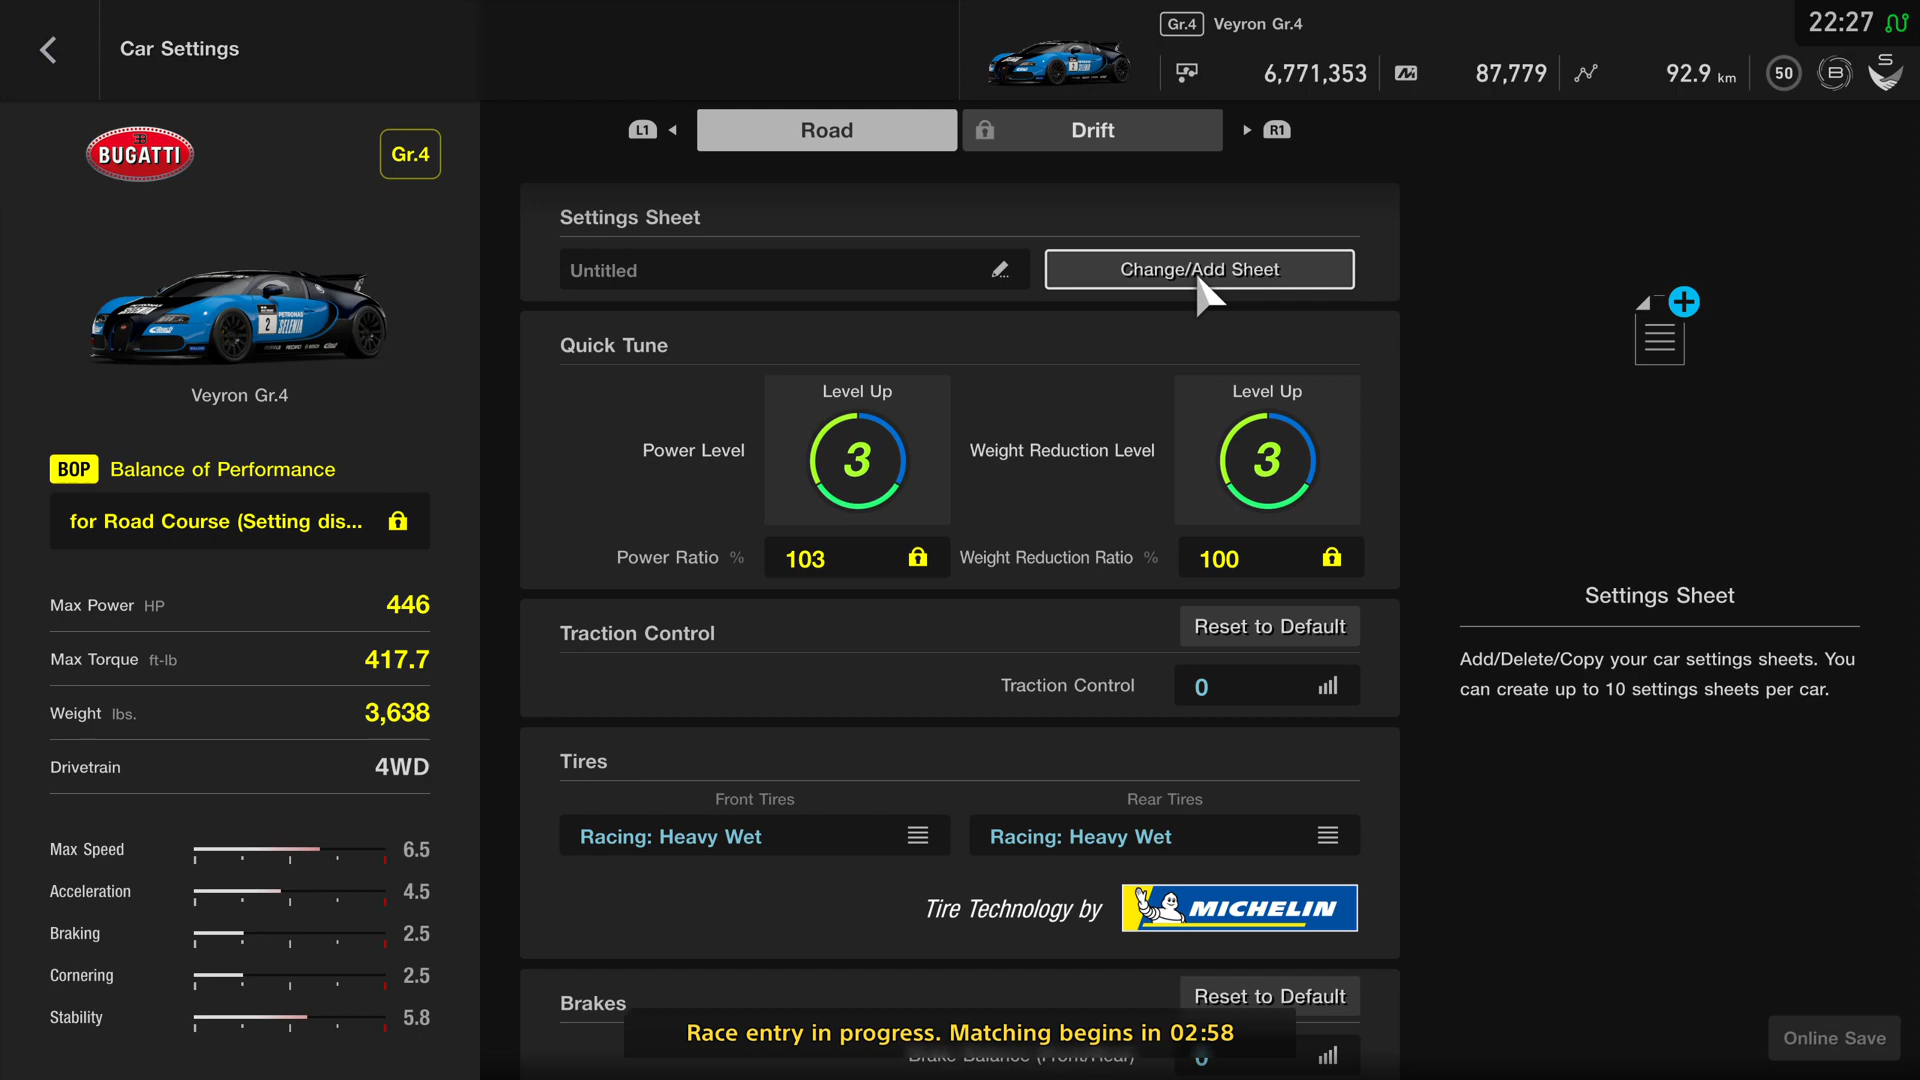 Car Settings
Gr.4 Veyron Gr.4
22:27
6,771,353
87,779
92.9 km
50
B
S
L1
Road
Drift
R1
BUGATTI
Gr.4
Settings Sheet
Untitled
Change/Add Sheet
2 PETRONAS
SELENIA
Veyron Gr.4
Quick Tune
Level Up
Level Up
Power Level
3
Weight Reduction Level
3
Power Ratio %
103
Weight Reduction Ratio %
100
BOP Balance of Performance
for Road Course (Setting dis...
Max Power HP
446
Max Torque ft-lb
417.7
Weight lbs.
3,638
Drivetrain
4WD
Max Speed
6.5
Acceleration
4.5
Braking
2.5
Cornering
2.5
Stability
5.8
Traction Control
Reset to Default
Traction Control
0
Tires
Front Tires
Rear Tires
Racing: Heavy Wet
Racing: Heavy Wet
Tire Technology by
MICHELIN
Brakes
Reset to Default
Race entry in progress. Matching begins in 02:58
Brake Balance (Front/Rear)
0
Settings Sheet
Add/Delete/Copy your car settings sheets. You
can create up to 10 settings sheets per car.
Online Save